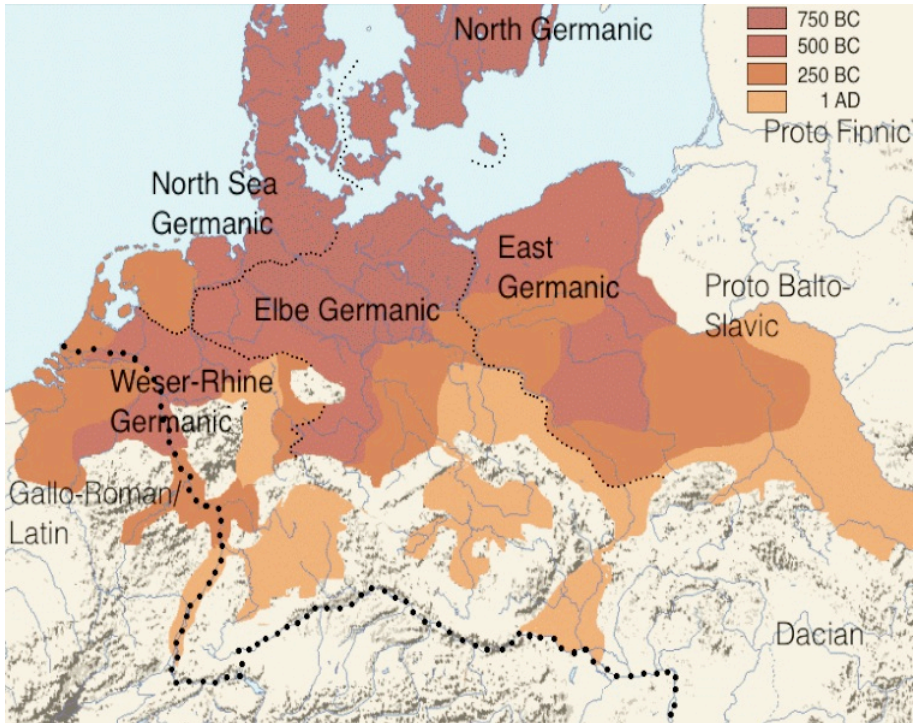 North Germanic
750 BC
500 BC
250 BC
1 AD
Proto Finnic
North Sea
Germanic
East
Germanic
Elbe Germanic
Proto Balto-
Slavic
Weser-Rhine
Germanic
Gallo-Roman/
Latin
Dacian